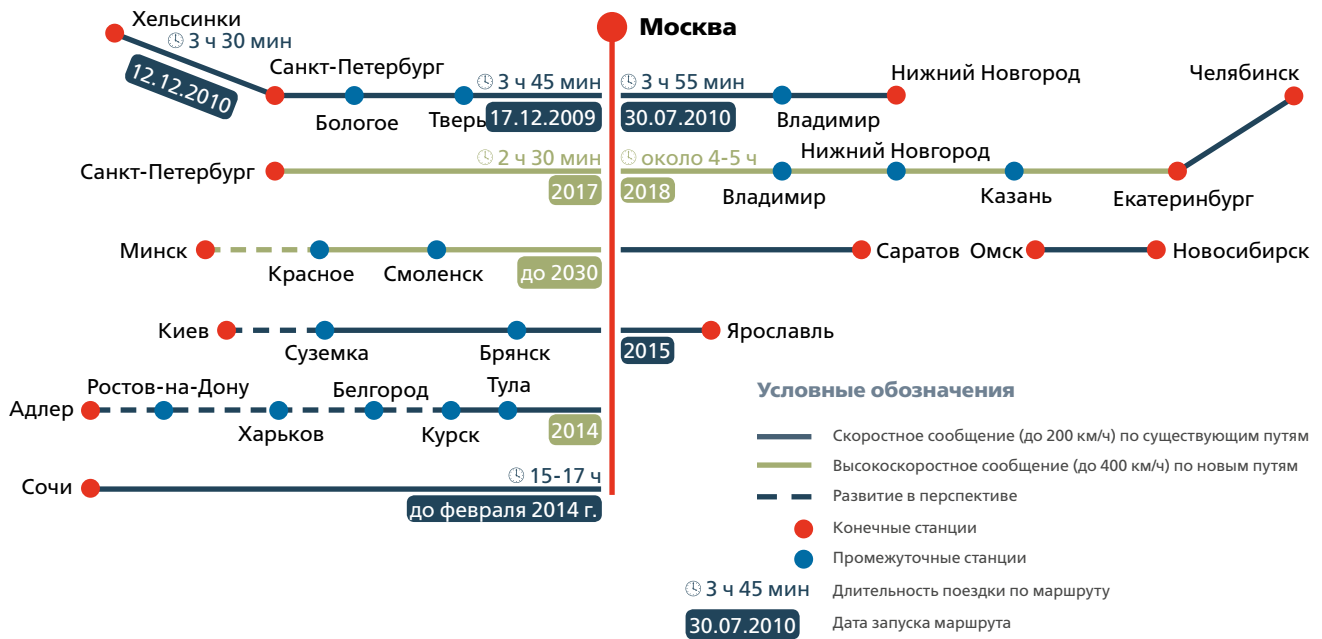 Хельсинки
3 ч 30 мин
12.12.2010
Москва
Санкт-Петербург
3 ч 45 мин
3 ч 55 мин
Нижний Новгород
Челябинск
Бологое
Тверь
17.12.2009
30.07.2010
Владимир
Санкт-Петербург
2 ч 30 мин
около 4-5 ч
Нижний Новгород
2017
2018
Владимир
Казань
Екатеринбург
Минск
Красное
Смоленск
до 2030
Саратов
Омск
Новосибирск
Киев
Суземка
Брянск
2015
Ярославль
Адлер
Ростов-на-Дону
Харьков
Белгород
Курск
Тула
2014
Сочи
15-17 ч
до февраля 2014 г.
Условные обозначения
Скоростное сообщение (до 200 км/ч) по существующим путям
Высокоскоростное сообщение (до 400 км/ч) по новым путям
Развитие в перспективе
Конечные станции
Промежуточные станции
3 ч 45 мин
Длительность поездки по маршруту
30.07.2010
Дата запуска маршрута